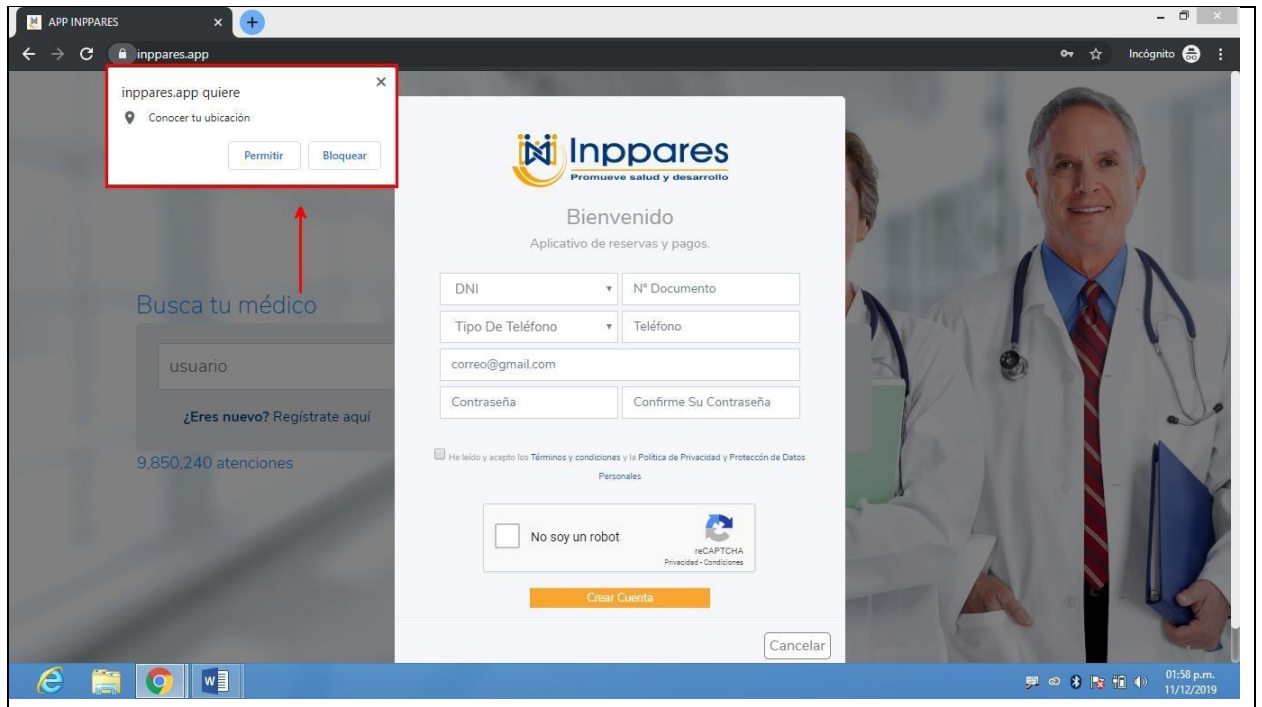 APP INPPARES
inppares.app
Incógnito
inppares.app quiere
Conocer tu ubicación
Permitir
Bloquear
Inppares
Promueve salud y desarrollo
Bienvenido
Aplicativo de reservas y pagos.
DNI
N° Documento
Tipo De Teléfono
Teléfono
correo@gmail.com
Contraseña
Confirme Su Contraseña
He leído y acepto los Términos y condiciones y la Política de Privacidad y Proteccón de Datos
Personales
No soy un robot
reCAPTCHA
Privacidad - Condiciones
Crear Cuenta
Cancelar
Busca tu médico
usuario
¿Eres nuevo? Regístrate aquí
9,850,240 atenciones
01:58 p.m.
11/12/2019